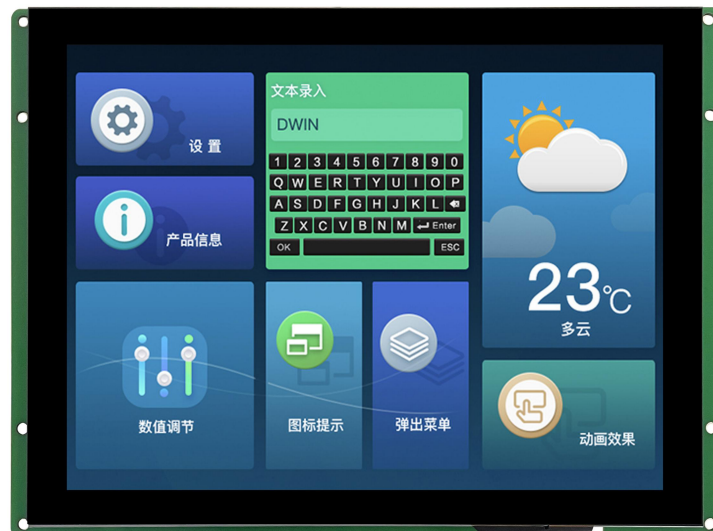 设置
产品信息
文本录入
DWIN
1 2 3 4 5 6 7 8 9 0
Q W E R T Y U I O P
A S D F G H J K L
Z X C V B N M Enter
OK ESC
23℃
多云
数值调节
图标提示
弹出菜单
动画效果